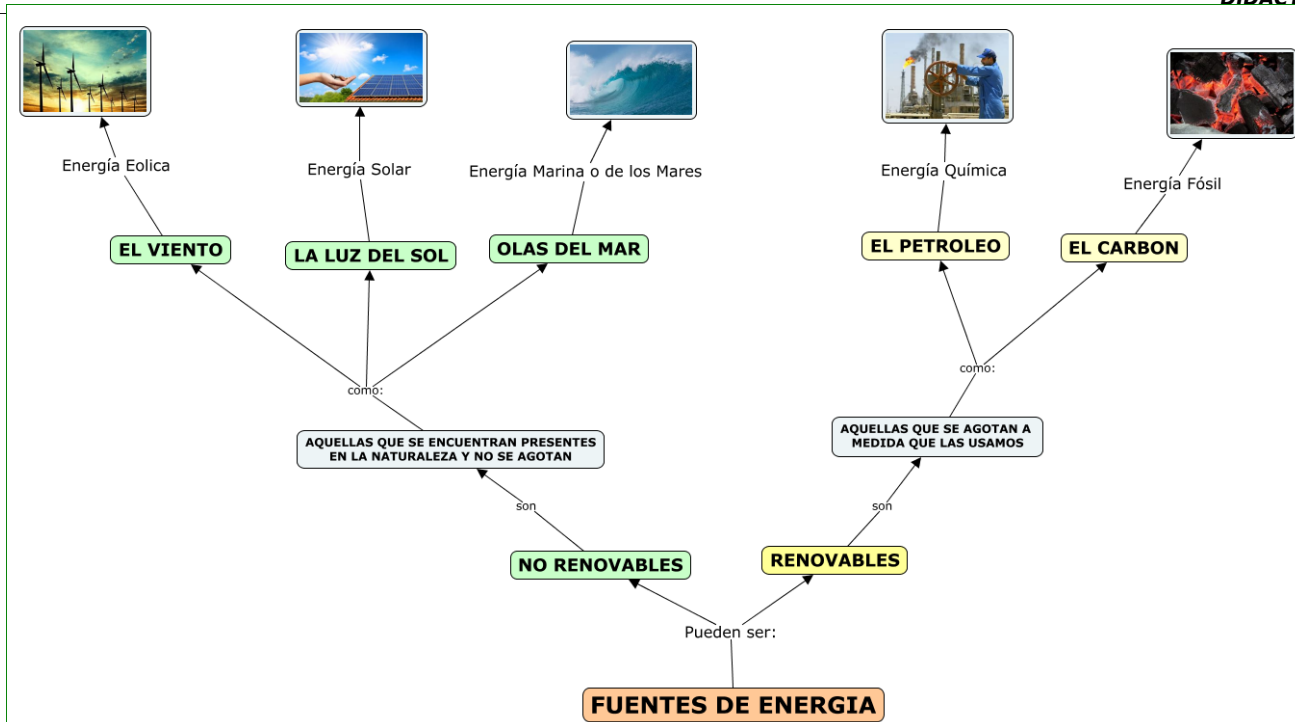 Energía Eolica
Energía Solar
Energía Marina o de los Mares
Energía Química
Energía Fósil
EL VIENTO
LA LUZ DEL SOL
OLAS DEL MAR
EL PETROLEO
EL CARBON
como:
como:
AQUELLAS QUE SE ENCUENTRAN PRESENTES
EN LA NATURALEZA Y NO SE AGOTAN
AQUELLAS QUE SE AGOTAN A
MEDIDA QUE LAS USAMOS
son
son
NO RENOVABLES
RENOVABLES
Pueden ser:
FUENTES DE ENERGIA